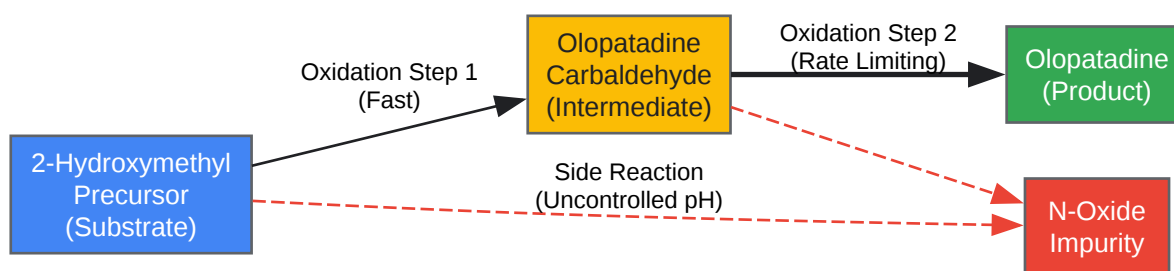 2-Hydroxymethyl
Precursor
(Substrate)
Oxidation Step 1
(Fast)
Olopatadine
Carbaldehyde
(Intermediate)
Oxidation Step 2
(Rate Limiting)
Olopatadine
(Product)
Side Reaction
(Uncontrolled pH)
N-Oxide
Impurity